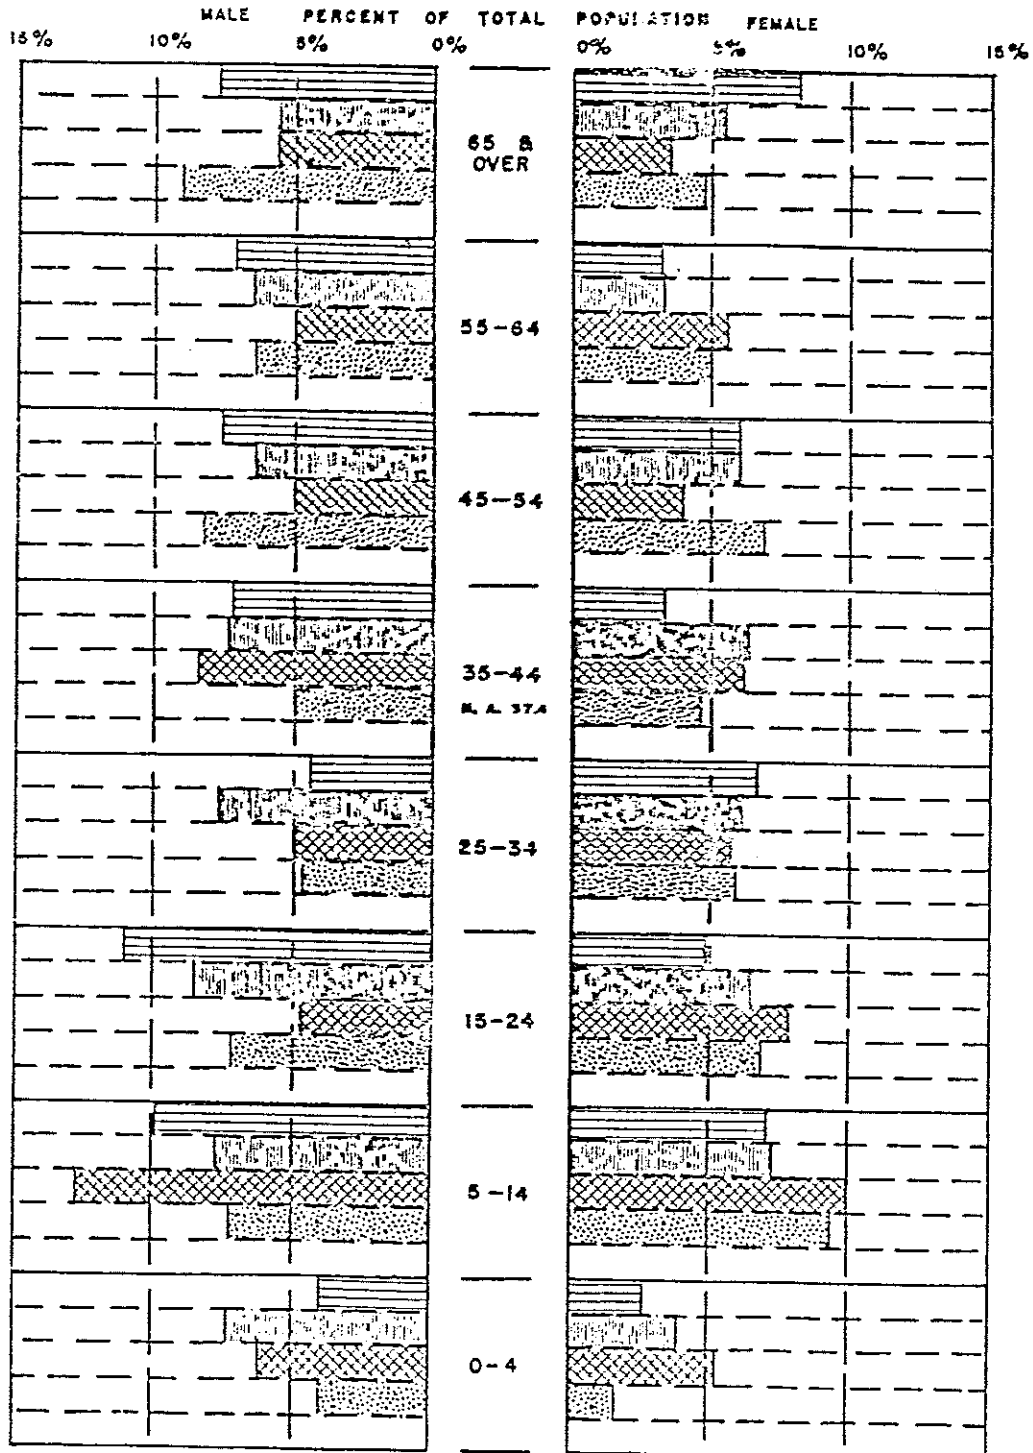 MALE PERCENT OF TOTAL POPULATION FEMALE
15% 10% 5% 0% 0% 5% 10% 15%
65 &
OVER
55-64
45-54
35-44
25-34
15-24
5-14
0-4